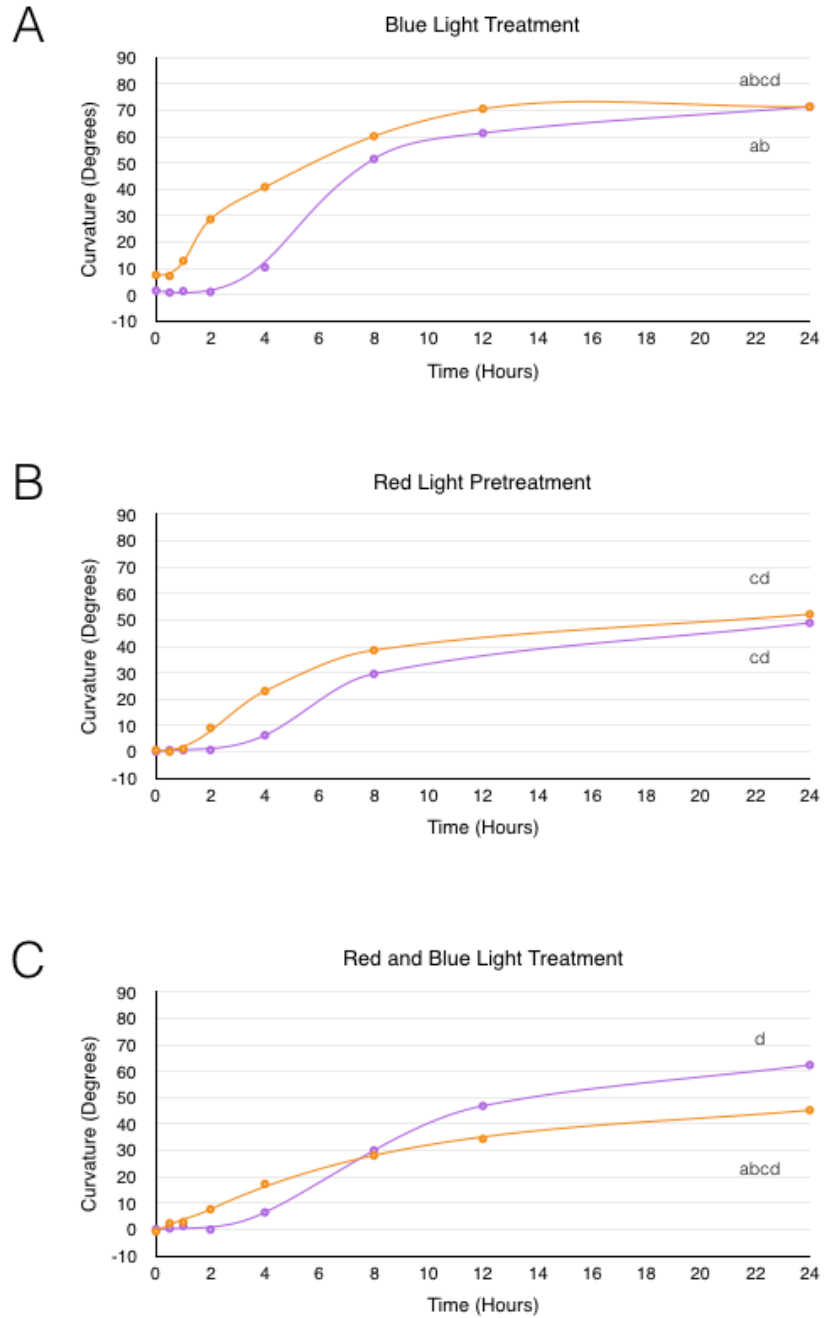 A
Blue Light Treatment
Curvature (Degrees)
90
80
70
60
50
40
30
20
10
0
-10
abcd
ab
0 2 4 6 8 10 12 14 16 18 20 22 24
Time (Hours)
B
Red Light Pretreatment
Curvature (Degrees)
90
80
70
60
50
40
30
20
10
0
-10
cd
cd
0 2 4 6 8 10 12 14 16 18 20 22 24
Time (Hours)
C
Red and Blue Light Treatment
Curvature (Degrees)
90
80
70
60
50
40
30
20
10
0
-10
d
abcd
0 2 4 6 8 10 12 14 16 18 20 22 24
Time (Hours)